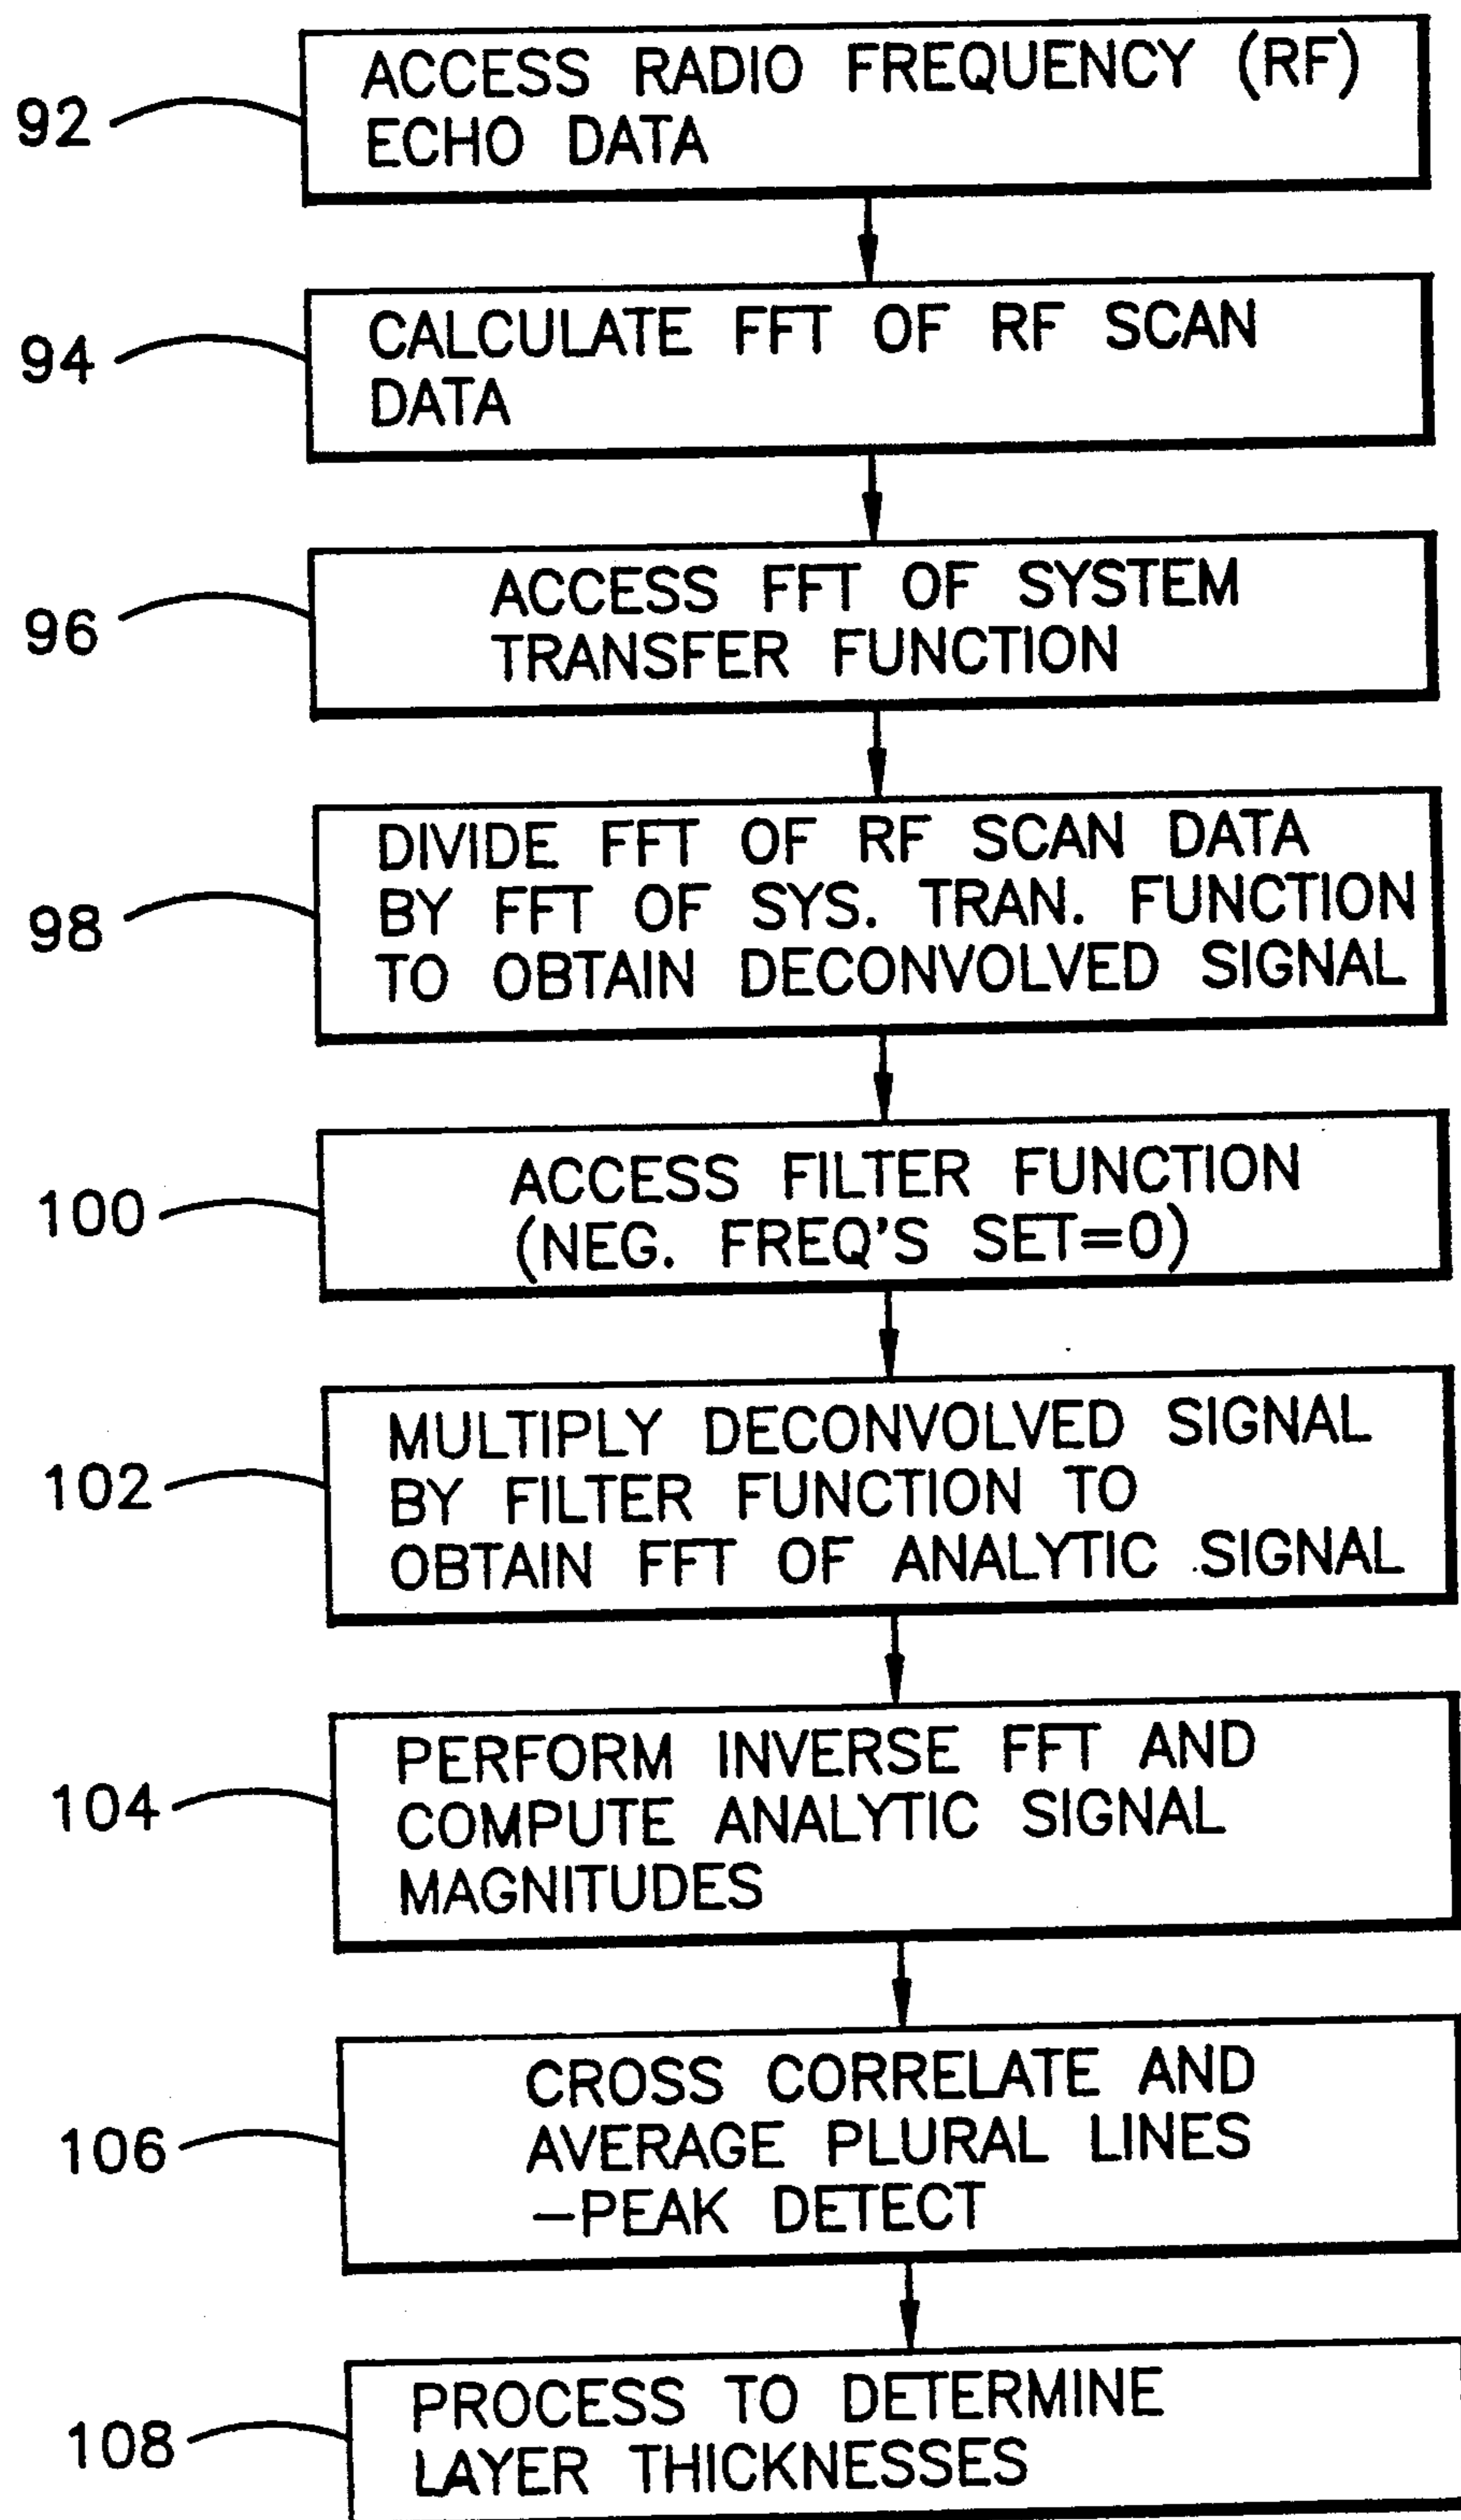 92
ACCESS RADIO FREQUENCY (RF)
ECHO DATA
94
CALCULATE FFT OF RF SCAN
DATA
96
ACCESS FFT OF SYSTEM
TRANSFER FUNCTION
98
DIVIDE FFT OF RF SCAN DATA
BY FFT OF SYS. TRAN. FUNCTION
TO OBTAIN DECONVOLVED SIGNAL
100
ACCESS FILTER FUNCTION
(NEG. FREQ'S SET=0)
102
MULTIPLY DECONVOLVED SIGNAL
BY FILTER FUNCTION TO
OBTAIN FFT OF ANALYTIC SIGNAL
104
PERFORM INVERSE FFT AND
COMPUTE ANALYTIC SIGNAL
MAGNITUDES
106
CROSS CORRELATE AND
AVERAGE PLURAL LINES
–PEAK DETECT
108
PROCESS TO DETERMINE
LAYER THICKNESSES